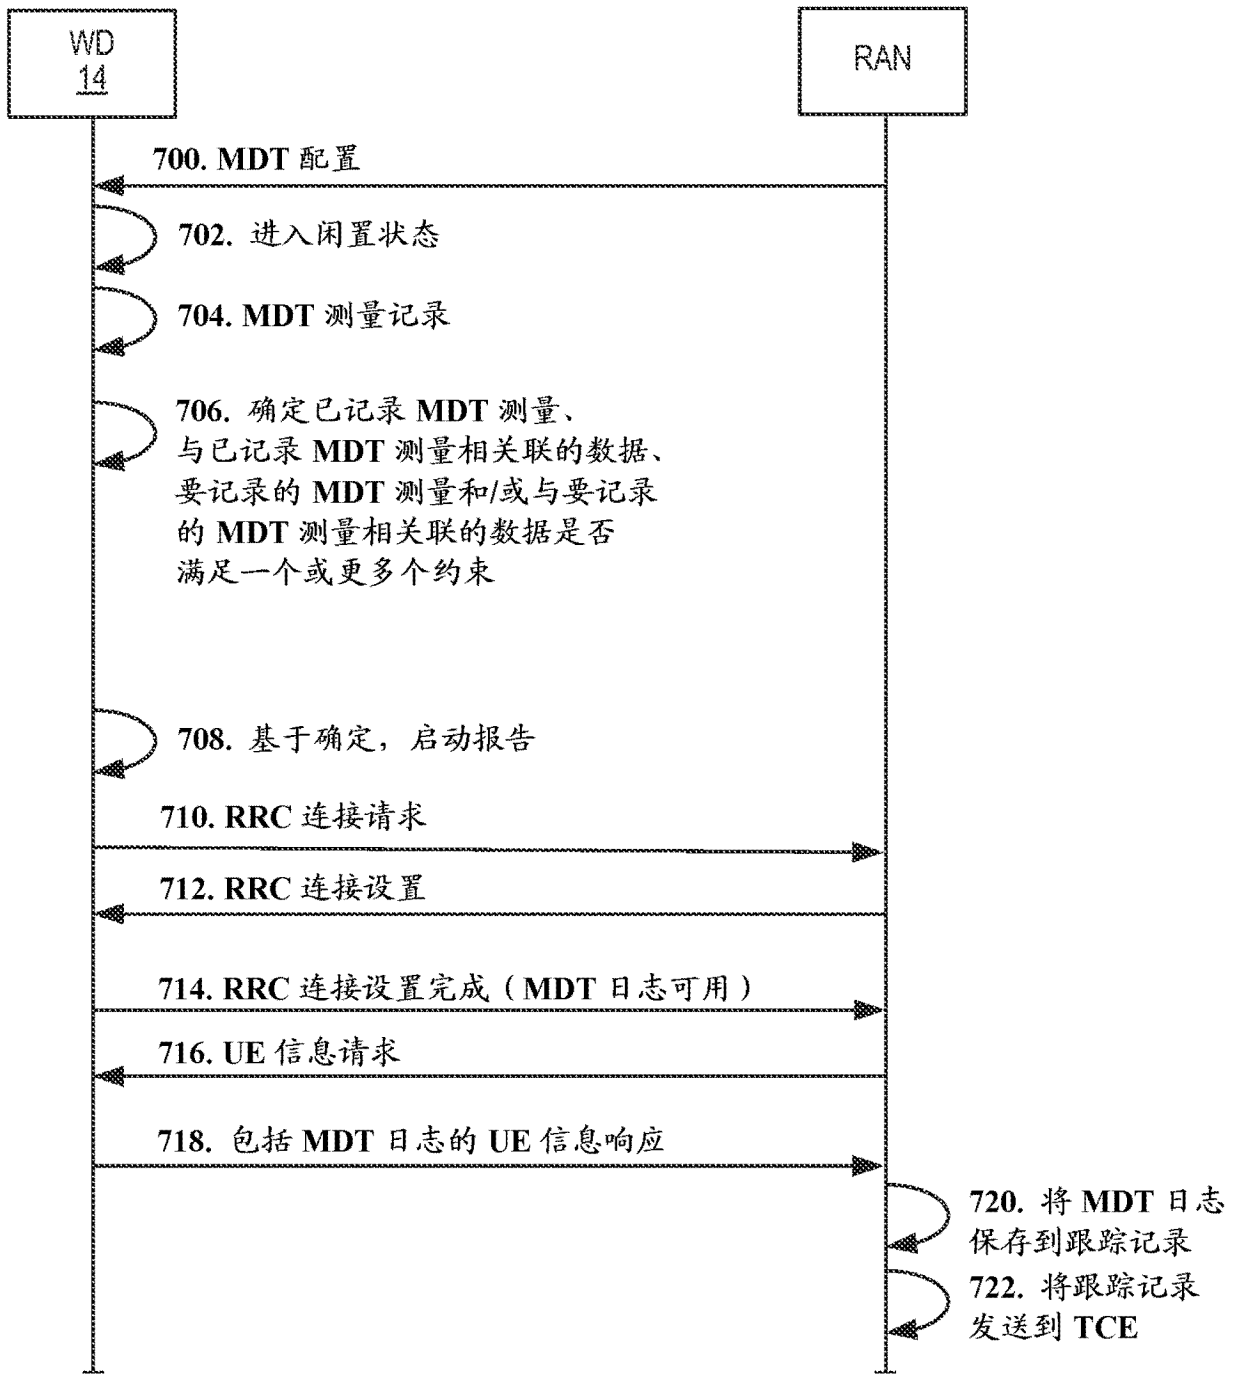 WD
14
RAN
700. MDT 配置
702. 进入闲置状态
704. MDT 测量记录
706. 确定已记录 MDT 测量、
与已记录 MDT 测量相关联的数据、
要记录的 MDT 测量和/或与要记录
的 MDT 测量相关联的数据是否
满足一个或更多个约束
708. 基于确定，启动报告
710. RRC 连接请求
712. RRC 连接设置
714. RRC 连接设置完成（MDT 日志可用）
716. UE 信息请求
718. 包括 MDT 日志的 UE 信息响应
720. 将 MDT 日志
保存到跟踪记录
722. 将跟踪记录
发送到 TCE